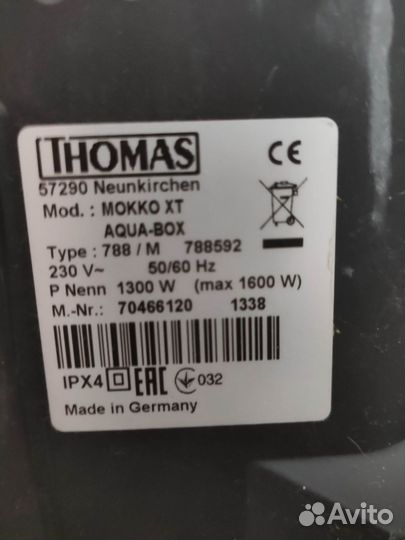 THOMAS
57290 Neunkirchen
Mod. : MOKKO XT
AQUA-BOX
Type : 788 / M 788592
230 V~ 50/60 Hz
P Nenn 1300 W (max 1600 W)
M.-Nr.: 70466120 1338
IPX4 EAC 032
Made in Germany
Avito